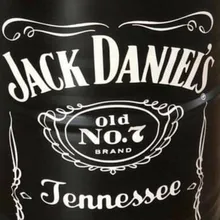 JACK DANIEL'S
Old
NO.7
BRAND
Tennessee